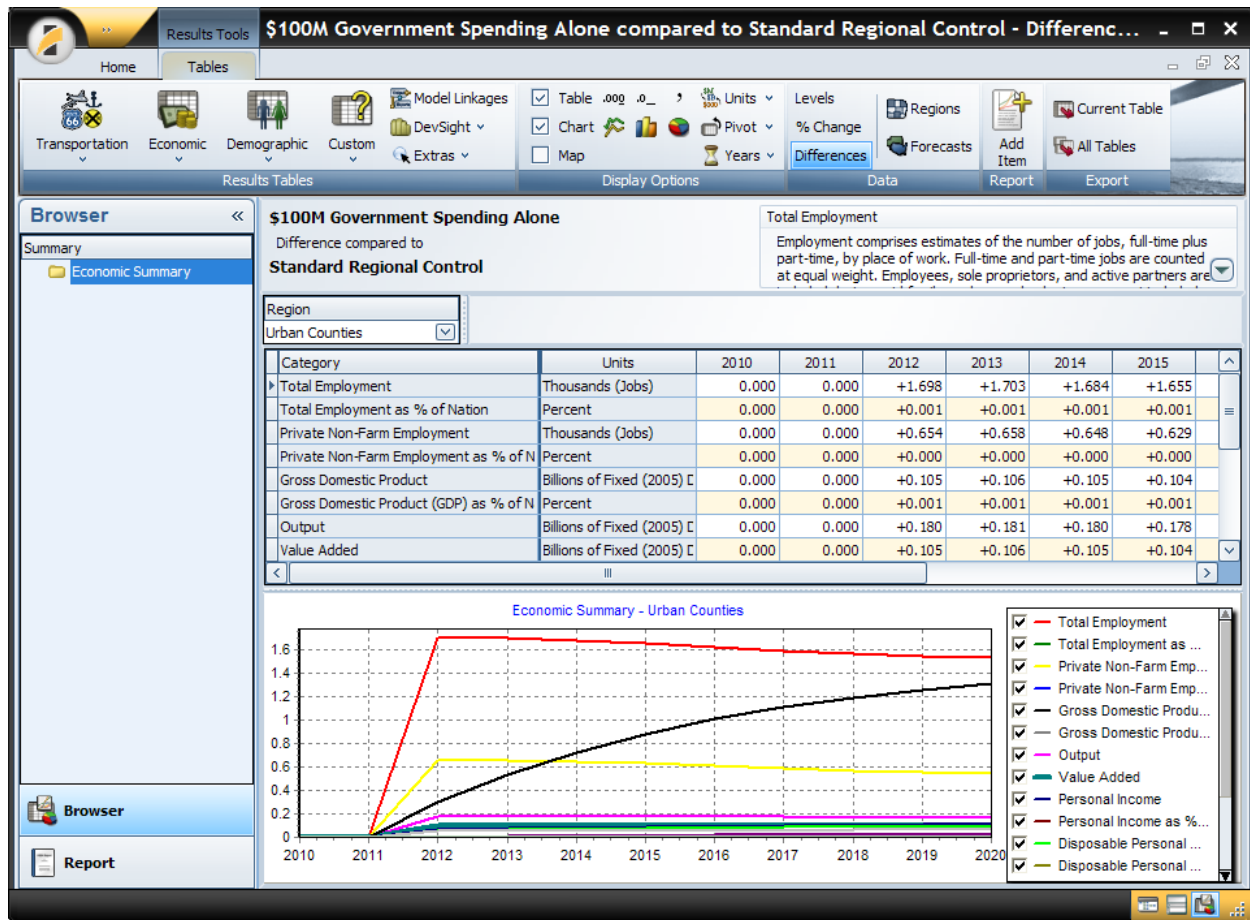 Results Tools $100M Government Spending Alone compared to Standard Regional Control - Differenc...
Home Tables
Transportation
Economic
Demographic
Custom
Model Linkages
DevSight
Extras
Results Tables
Table .000 .0_ ,
Chart
Map
Units
Pivot
Years
Display Options
Levels
% Change
Differences
Regions
Forecasts
Data
Add
Item
Report
Current Table
All Tables
Export
Browser «
Summary
Economic Summary
Browser
Report
$100M Government Spending Alone
Difference compared to
Standard Regional Control
Total Employment
Employment comprises estimates of the number of jobs, full-time plus
part-time, by place of work. Full-time and part-time jobs are counted
at equal weight. Employees, sole proprietors, and active partners are
Region
Urban Counties
Category Units 2010 2011 2012 2013 2014 2015
Total Employment Thousands (Jobs) 0.000 0.000 +1.698 +1.703 +1.684 +1.655
Total Employment as % of Nation Percent 0.000 0.000 +0.001 +0.001 +0.001 +0.001
Private Non-Farm Employment Thousands (Jobs) 0.000 0.000 +0.654 +0.658 +0.648 +0.629
Private Non-Farm Employment as % of N Percent 0.000 0.000 +0.000 +0.000 +0.000 +0.000
Gross Domestic Product Billions of Fixed (2005) D 0.000 0.000 +0.105 +0.106 +0.105 +0.104
Gross Domestic Product (GDP) as % of N Percent 0.000 0.000 +0.001 +0.001 +0.001 +0.001
Output Billions of Fixed (2005) D 0.000 0.000 +0.180 +0.181 +0.180 +0.178
Value Added Billions of Fixed (2005) D 0.000 0.000 +0.105 +0.106 +0.105 +0.104
Economic Summary - Urban Counties
1.6
1.4
1.2
1
0.8
0.6
0.4
0.2
0
2010 2011 2012 2013 2014 2015 2016 2017 2018 2019 2020
Total Employment
Total Employment as ...
Private Non-Farm Emp...
Private Non-Farm Emp...
Gross Domestic Produ...
Gross Domestic Produ...
Output
Value Added
Personal Income
Personal Income as %...
Disposable Personal ...
Disposable Personal ...